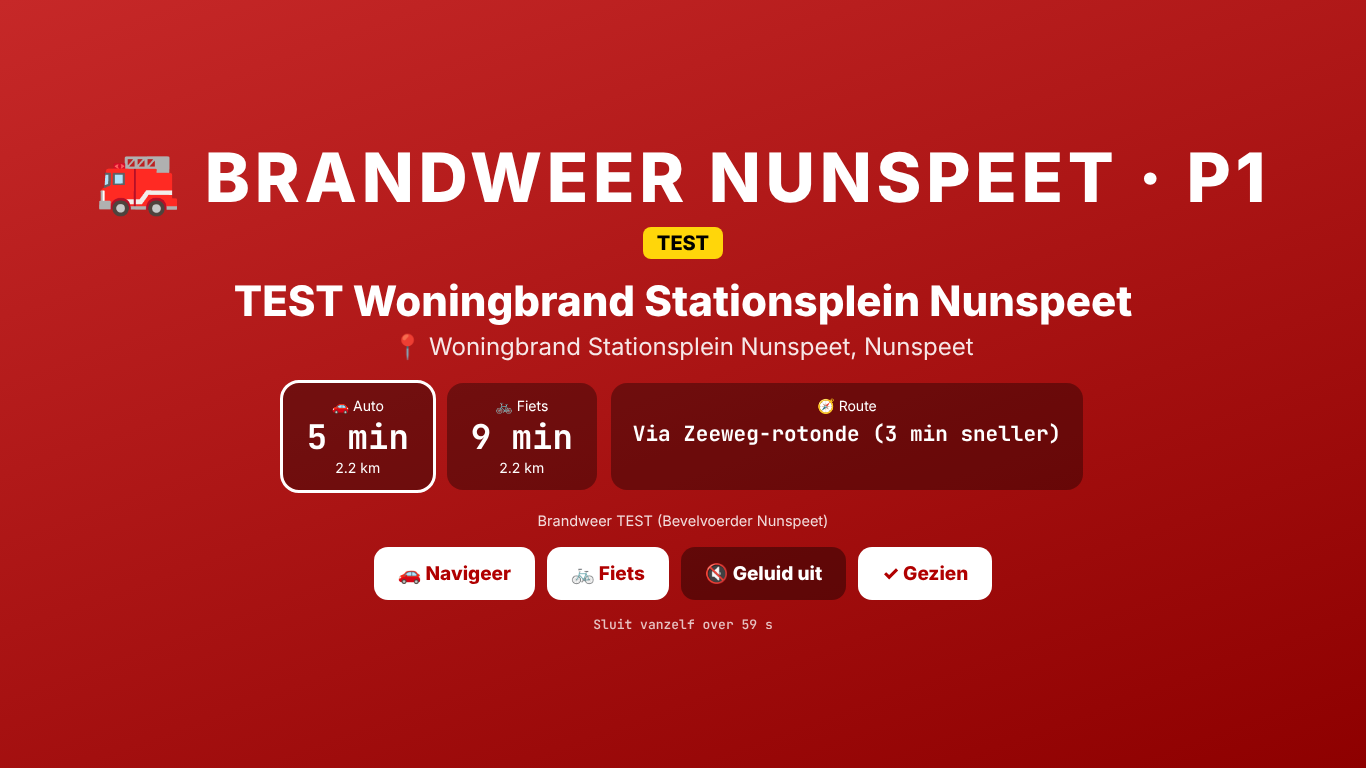 🚒 BRANDWEER NUNSPEET · P1
TEST
TEST Woningbrand Stationsplein Nunspeet
📍 Woningbrand Stationsplein Nunspeet, Nunspeet
🚗 Auto
5 min
2.2 km
🚲 Fiets
9 min
2.2 km
🧭 Route
Via Zeeweg-rotonde (3 min sneller)
Brandweer TEST (Bevelvoerder Nunspeet)
🚗 Navigeer
🚲 Fiets
🔇 Geluid uit
✓ Gezien
Sluit vanzelf over 59 s